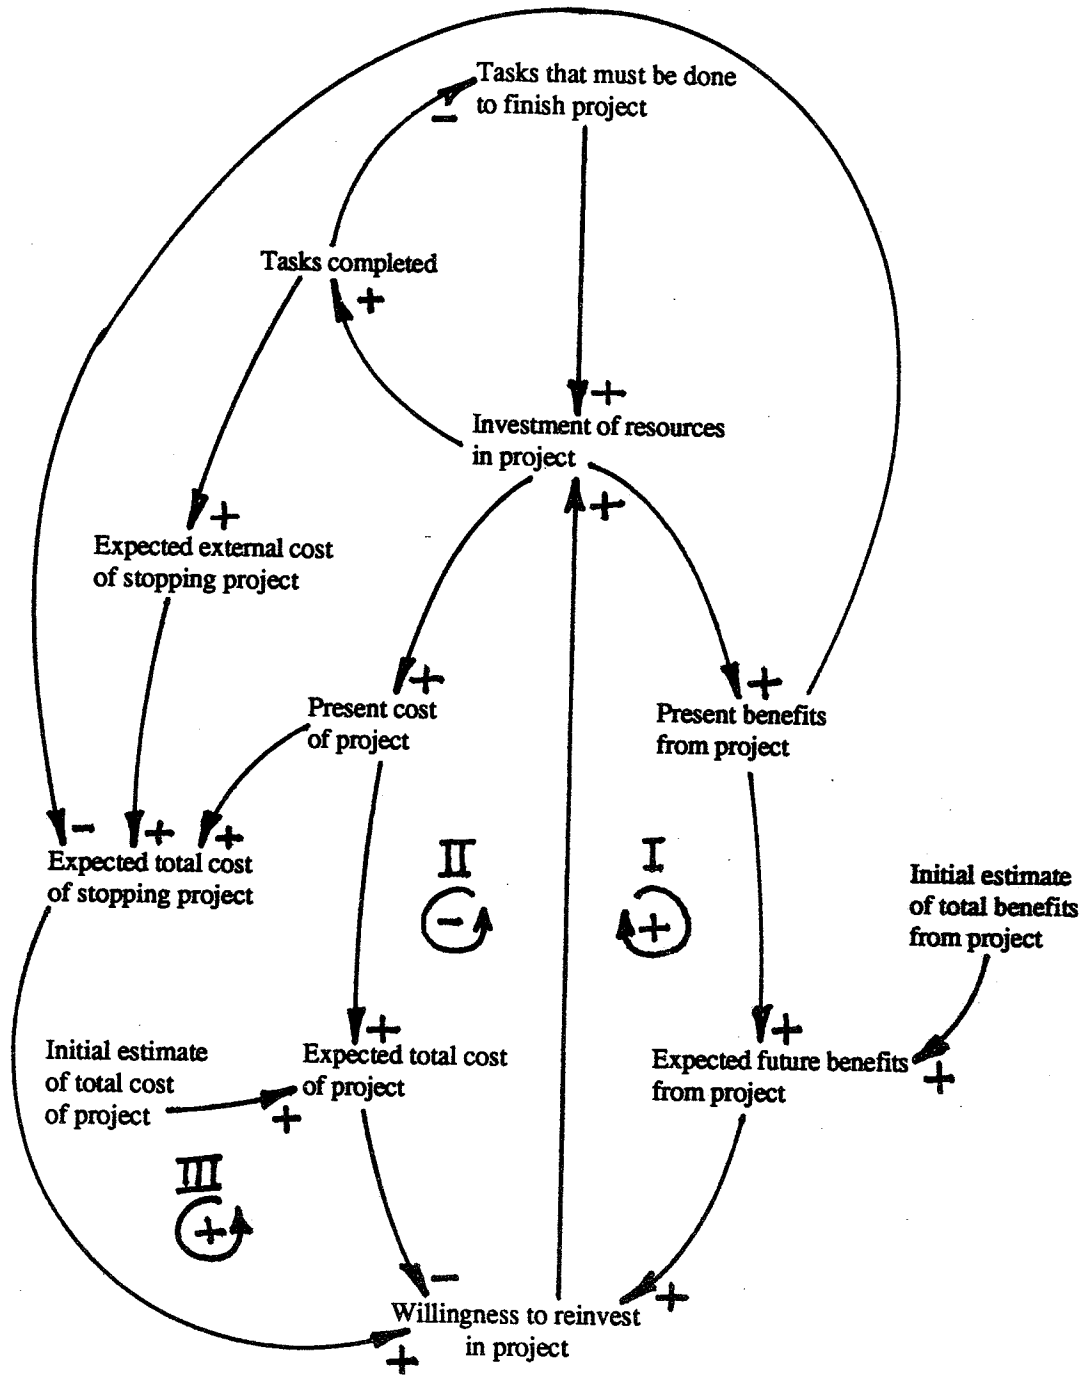 Tasks that must be done
to finish project
−
Tasks completed
+
+
Investment of resources
in project
+
+
Expected external cost
of stopping project
+
Present cost
of project
+
Present benefits
from project
− + +
Expected total cost
of stopping project
II
−
I
+
Initial estimate
of total benefits
from project
+
Expected total cost
of project
+
Expected future benefits
from project
+
Initial estimate
of total cost
of project
+
III
+
−
+
Willingness to reinvest
in project
+